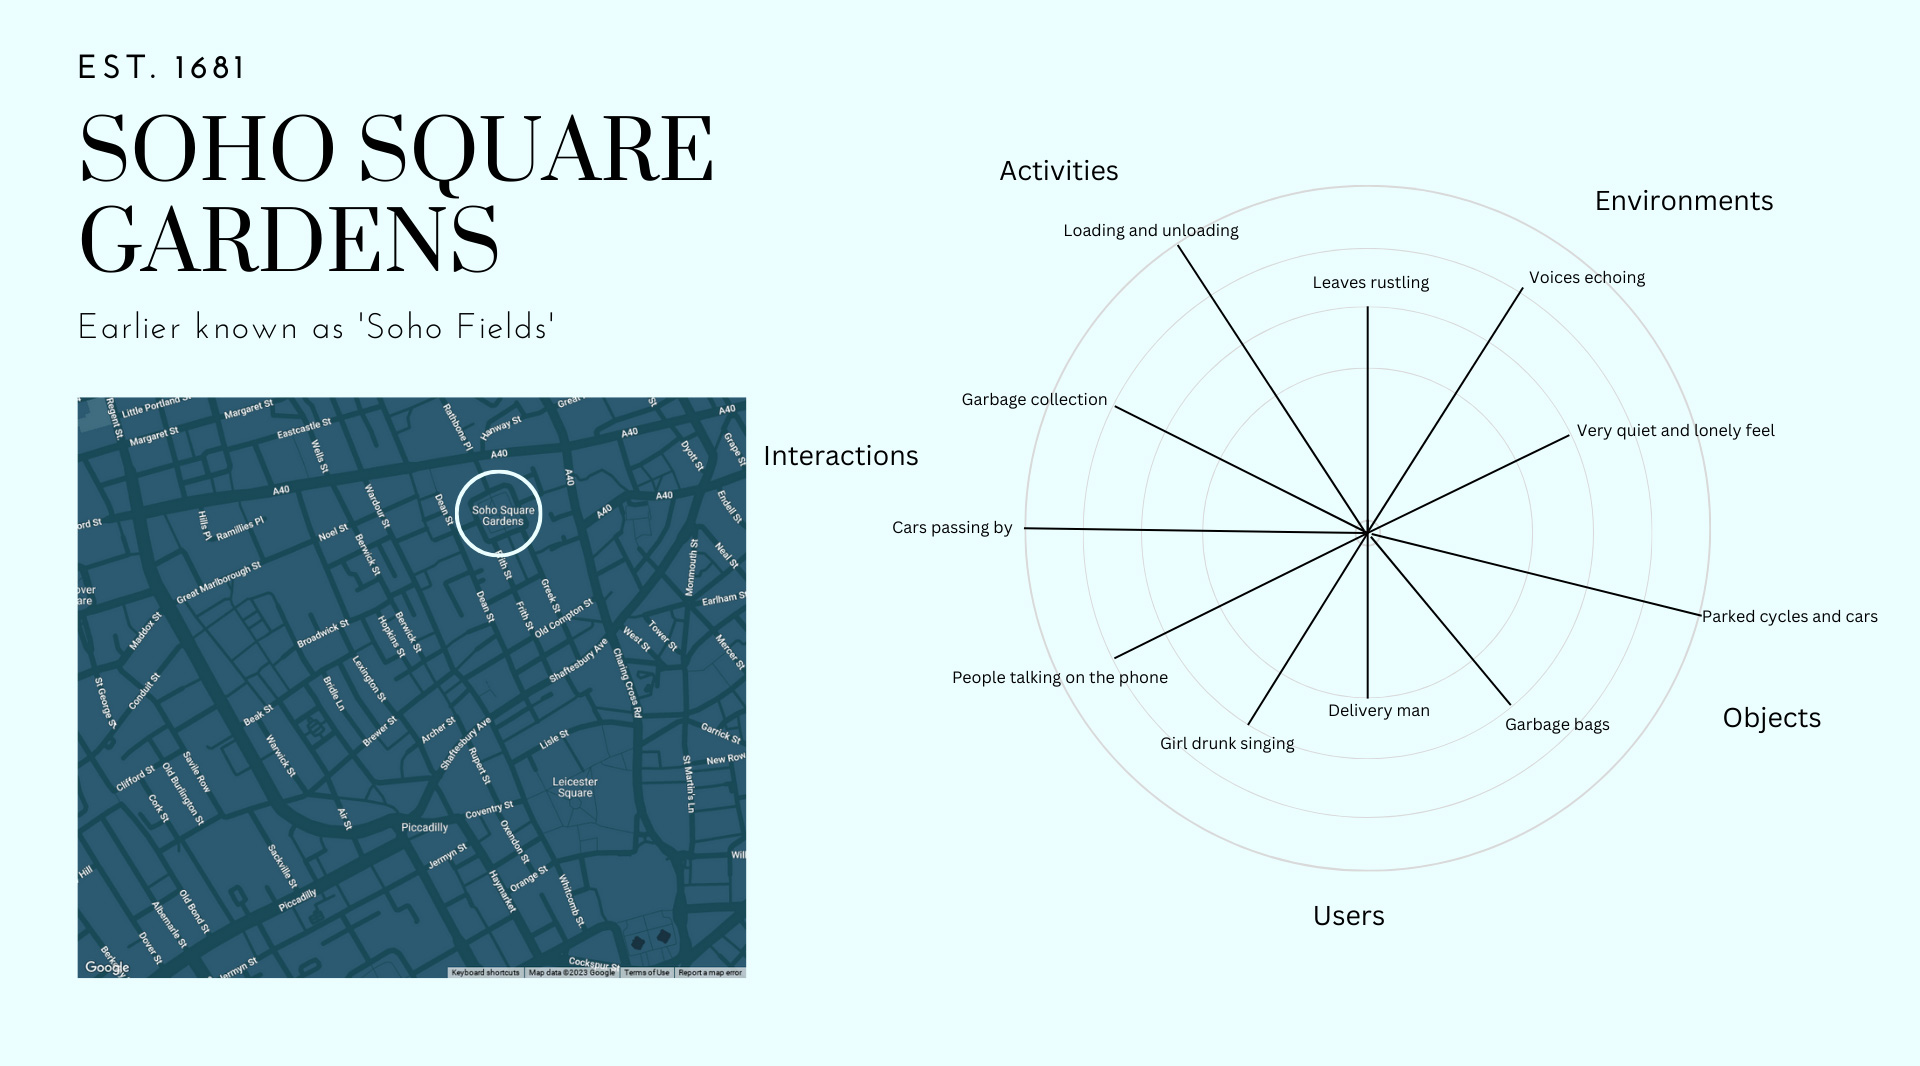 EST. 1681
SOHO SQUARE
GARDENS
Earlier known as 'Soho Fields'
Little Portland S
Margaret St
Regent St.
Margaret St
Eastcastle St
Wells St
Rathbone Pl
Hanway St
Great
St
A40
A40
Grape St
Dyott St
A40
A40
A40
A40
A40
Endell St
ord St
Hills Pl
Ramillies Pl
Noel St
Wardour St
Dean St
Soho Square
Gardens
Berwick St
Frith St
Monmouth St
Neal St
Great Marlborough St
over
are
Earlham St
Greek St
Dean St
Frith St
Old Compton St
Maddox St
Broadwick St
Hopkins St
Berwick St
West St
Tower St
Mercer St
Shaftesbury Ave
Charing Cross Rd
St George St
Conduit St
Lexington St
Bridle Ln
Beak St
Brewer St
Archer St
Shaftesbury Ave
Lisle St
Garrick St
New Row
Warwick St
Rupert St
St Martin's Ln
Clifford St
Savile Row
Old Burlington St
Cork St
Leicester
Square
Air St
Coventry St
Piccadilly
Oxendon St
Jermyn St
Will
Sackville St
Hill
Haymarket
Orange St
Whitcomb St.
Piccadilly
Old Bond St
Albemarle St
Dover St
Jermyn St
Cockspur St
Google
Keyboard shortcuts
Map data ©2023 Google
Terms of Use
Report a map error
Activities
Environments
Loading and unloading
Leaves rustling
Voices echoing
Garbage collection
Very quiet and lonely feel
Interactions
Cars passing by
Parked cycles and cars
People talking on the phone
Delivery man
Garbage bags
Girl drunk singing
Objects
Users